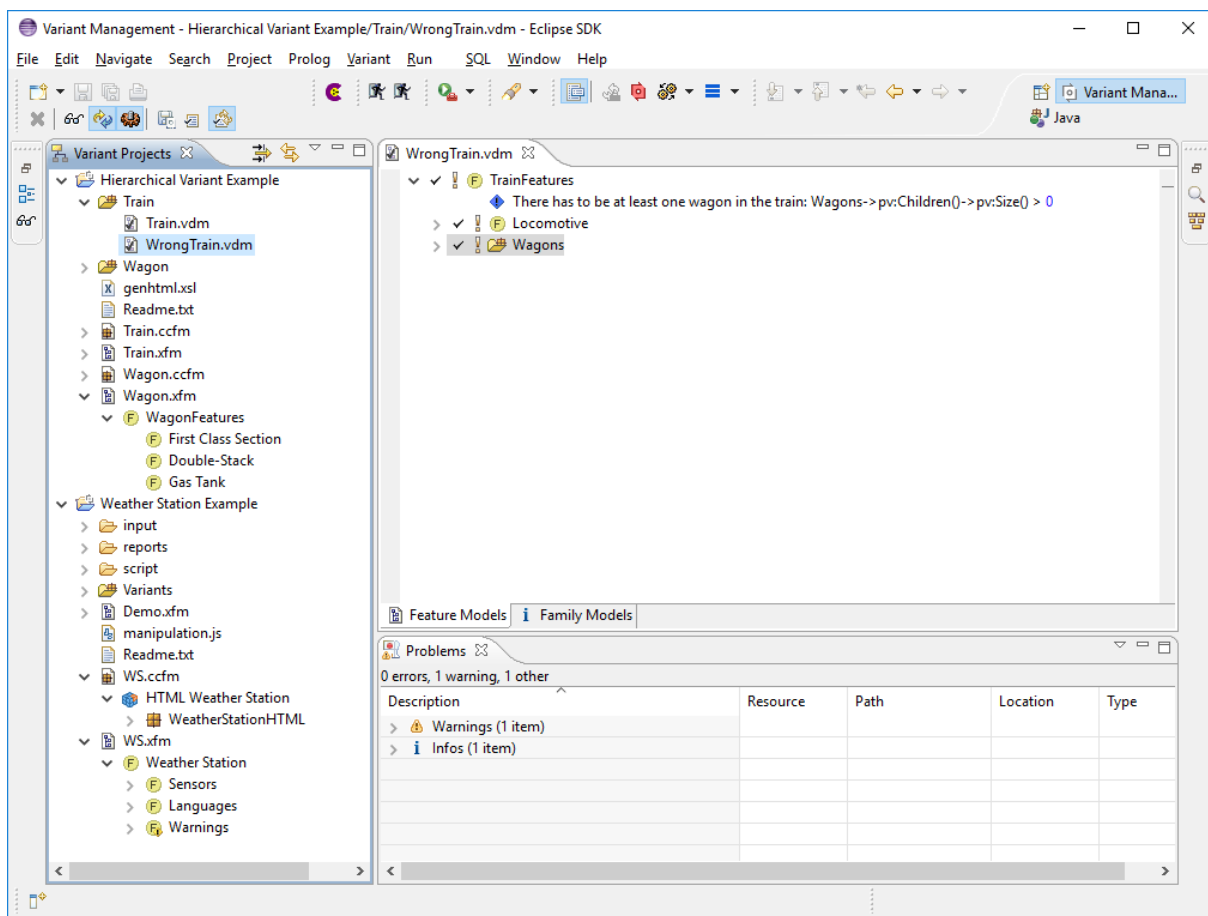 Variant Management - Hierarchical Variant Example/Train/WrongTrain.vdm - Eclipse SDK
File Edit Navigate Search Project Prolog Variant Run SQL Window Help
Variant Mana...
Java
Variant Projects
Hierarchical Variant Example
Train
Train.vdm
WrongTrain.vdm
Wagon
genhtml.xsl
Readme.txt
Train.ccfm
Train.xfm
Wagon.ccfm
Wagon.xfm
WagonFeatures
First Class Section
Double-Stack
Gas Tank
Weather Station Example
input
reports
script
Variants
Demo.xfm
manipulation.js
Readme.txt
WS.ccfm
HTML Weather Station
WeatherStationHTML
WS.xfm
Weather Station
Sensors
Languages
Warnings
WrongTrain.vdm
TrainFeatures
There has to be at least one wagon in the train: Wagons->pv:Children()->pv:Size() > 0
Locomotive
Wagons
Feature Models Family Models
Problems
0 errors, 1 warning, 1 other
Description Resource Path Location Type
Warnings (1 item)
Infos (1 item)